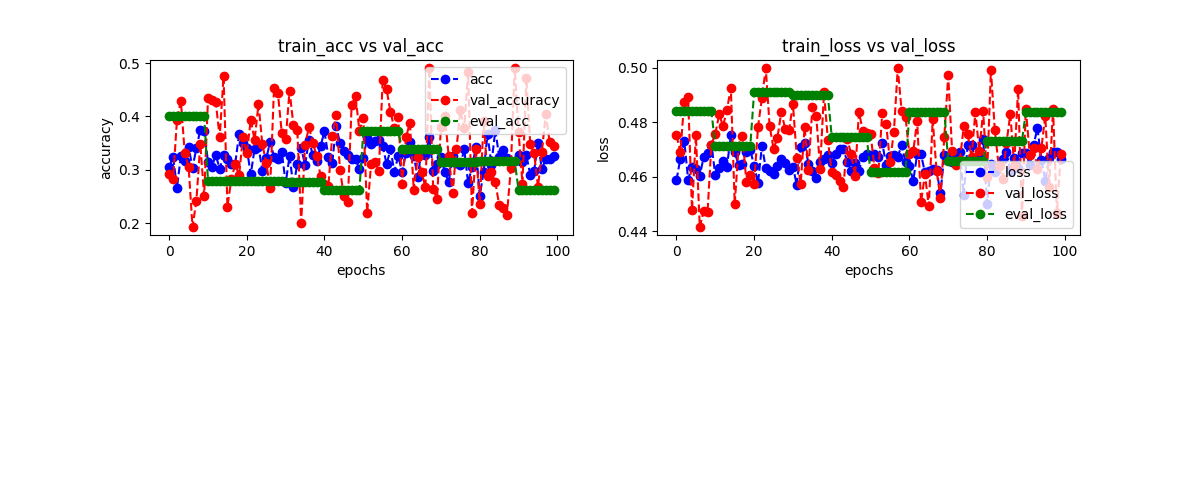 train_acc vs val_acc
accuracy
0.5
0.4
0.3
0.2
0
20
40
60
80
100
epochs
acc
val_accuracy
eval_acc
train_loss vs val_loss
loss
0.50
0.48
0.46
0.44
0
20
40
60
80
100
epochs
loss
val_loss
eval_loss